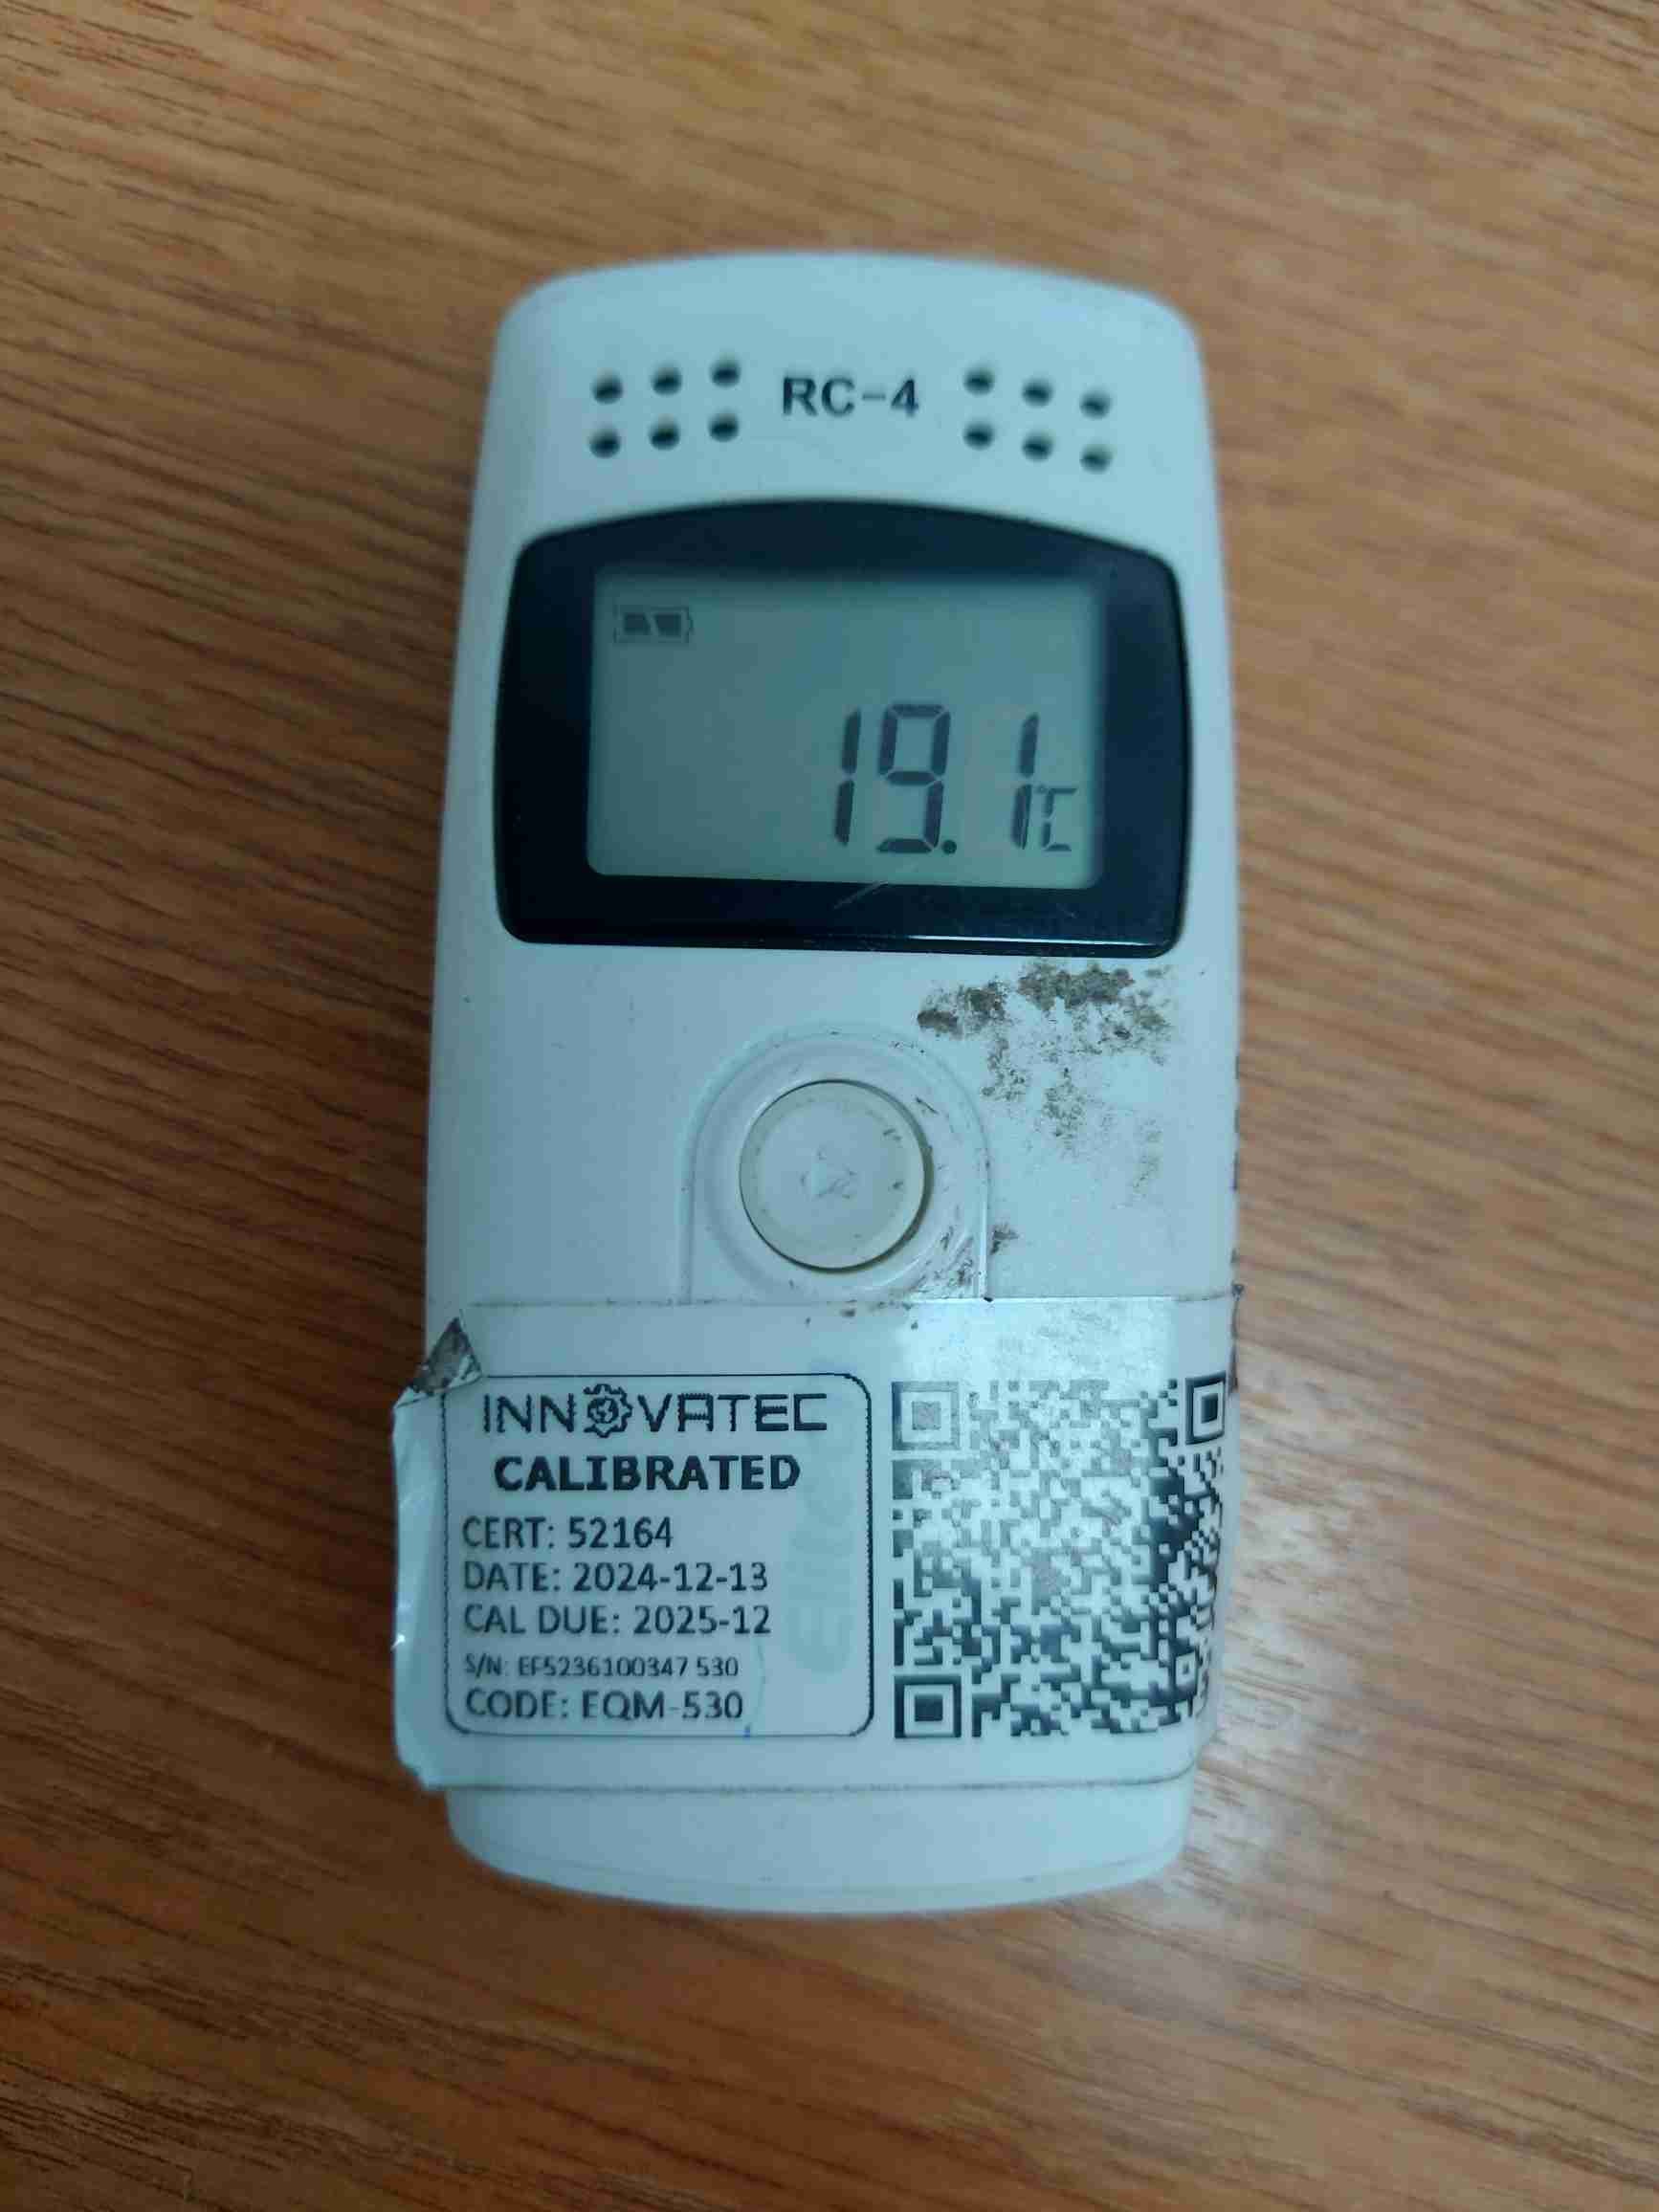 RC-4
19.1℃
INNOVATEC
CALIBRATED
CERT: 52164
DATE: 2024-12-13
CAL DUE: 2025-12
S/N: EF5236100347 530
CODE: EQM-530